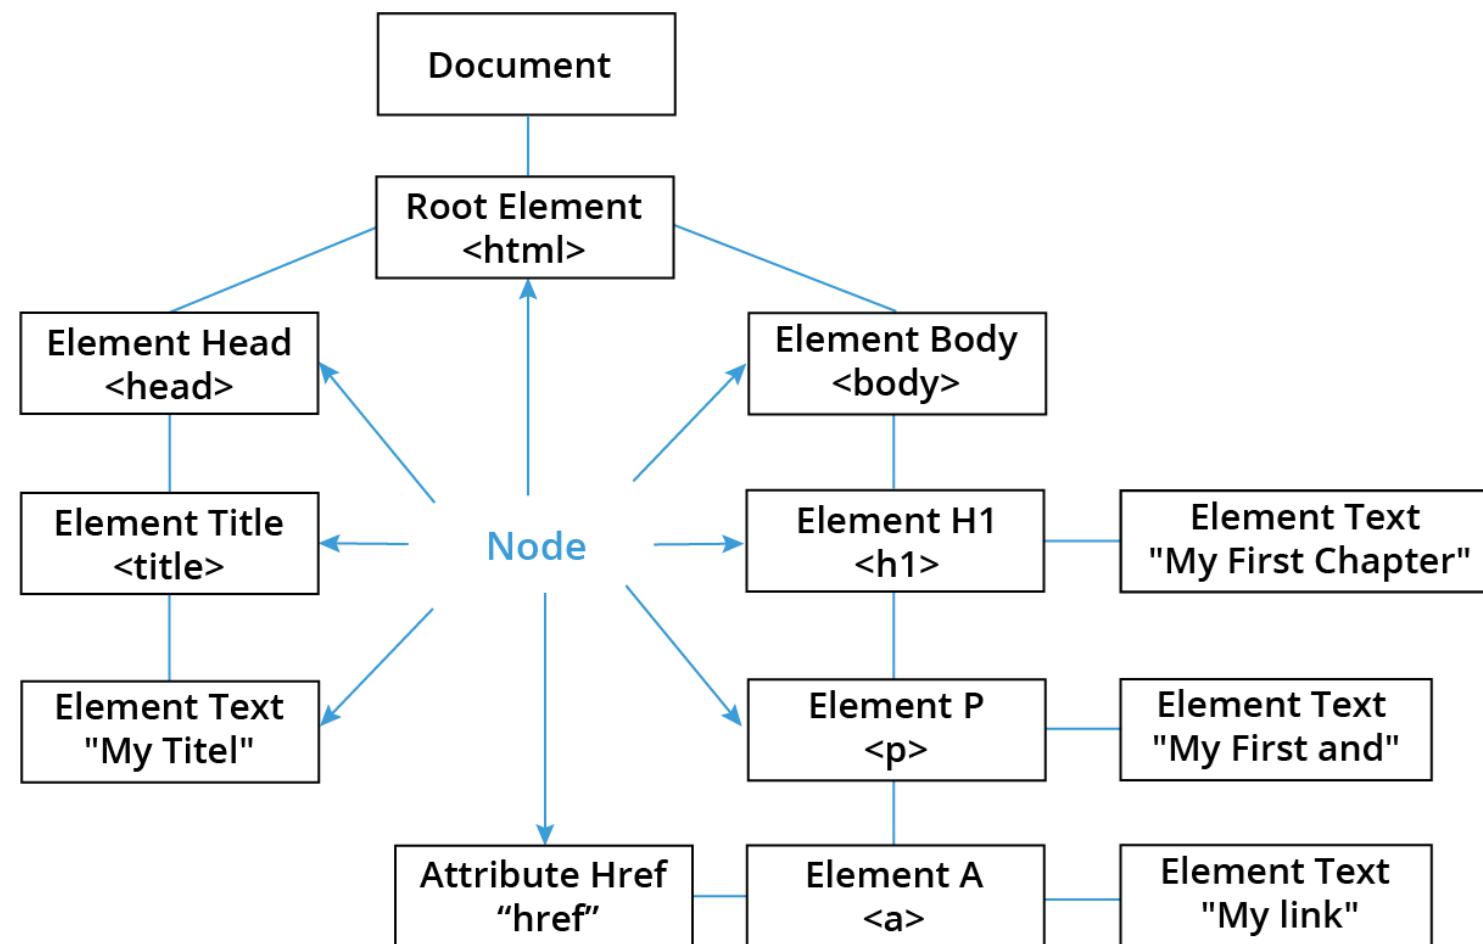 Document
Root Element
<html>
Element Head
<head>
Element Body
<body>
Element Title
<title>
Node
Element H1
<h1>
Element Text
"My First Chapter"
Element Text
"My Titel"
Element P
<p>
Element Text
"My First and"
Attribute Href
“href”
Element A
<a>
Element Text
"My link"